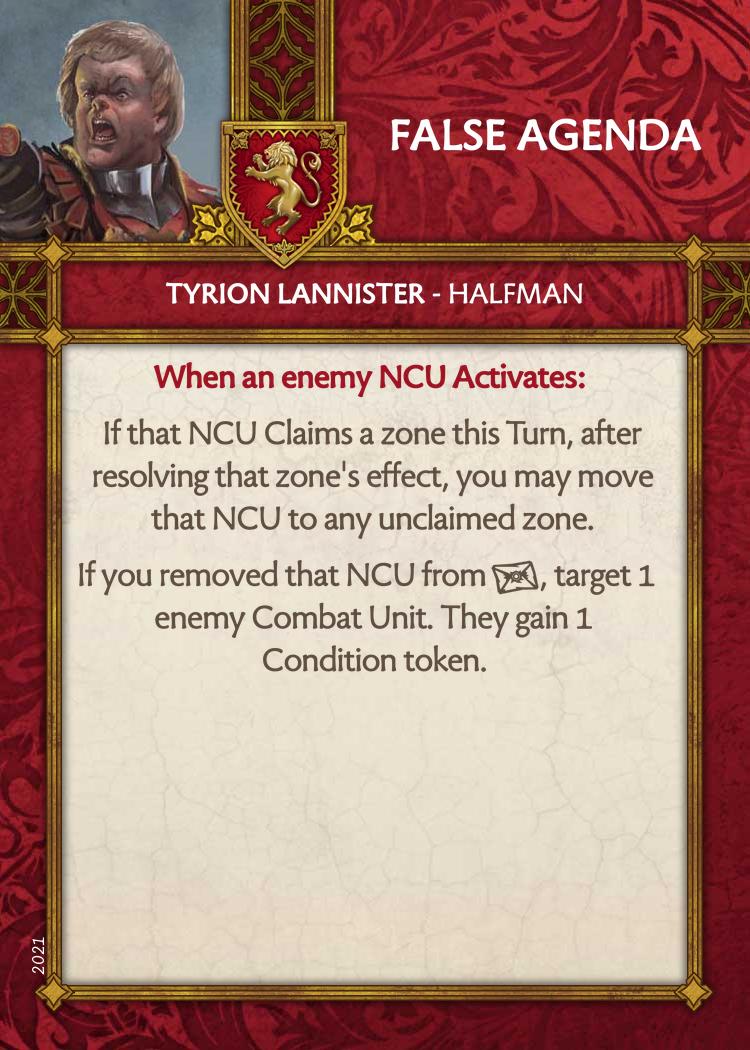 FALSE AGENDA
TYRION LANNISTER - HALFMAN
When an enemy NCU Activates:
If that NCU Claims a zone this Turn, after
resolving that zone's effect, you may move
that NCU to any unclaimed zone.
If you removed that NCU from , target 1
enemy Combat Unit. They gain 1
Condition token.
2021